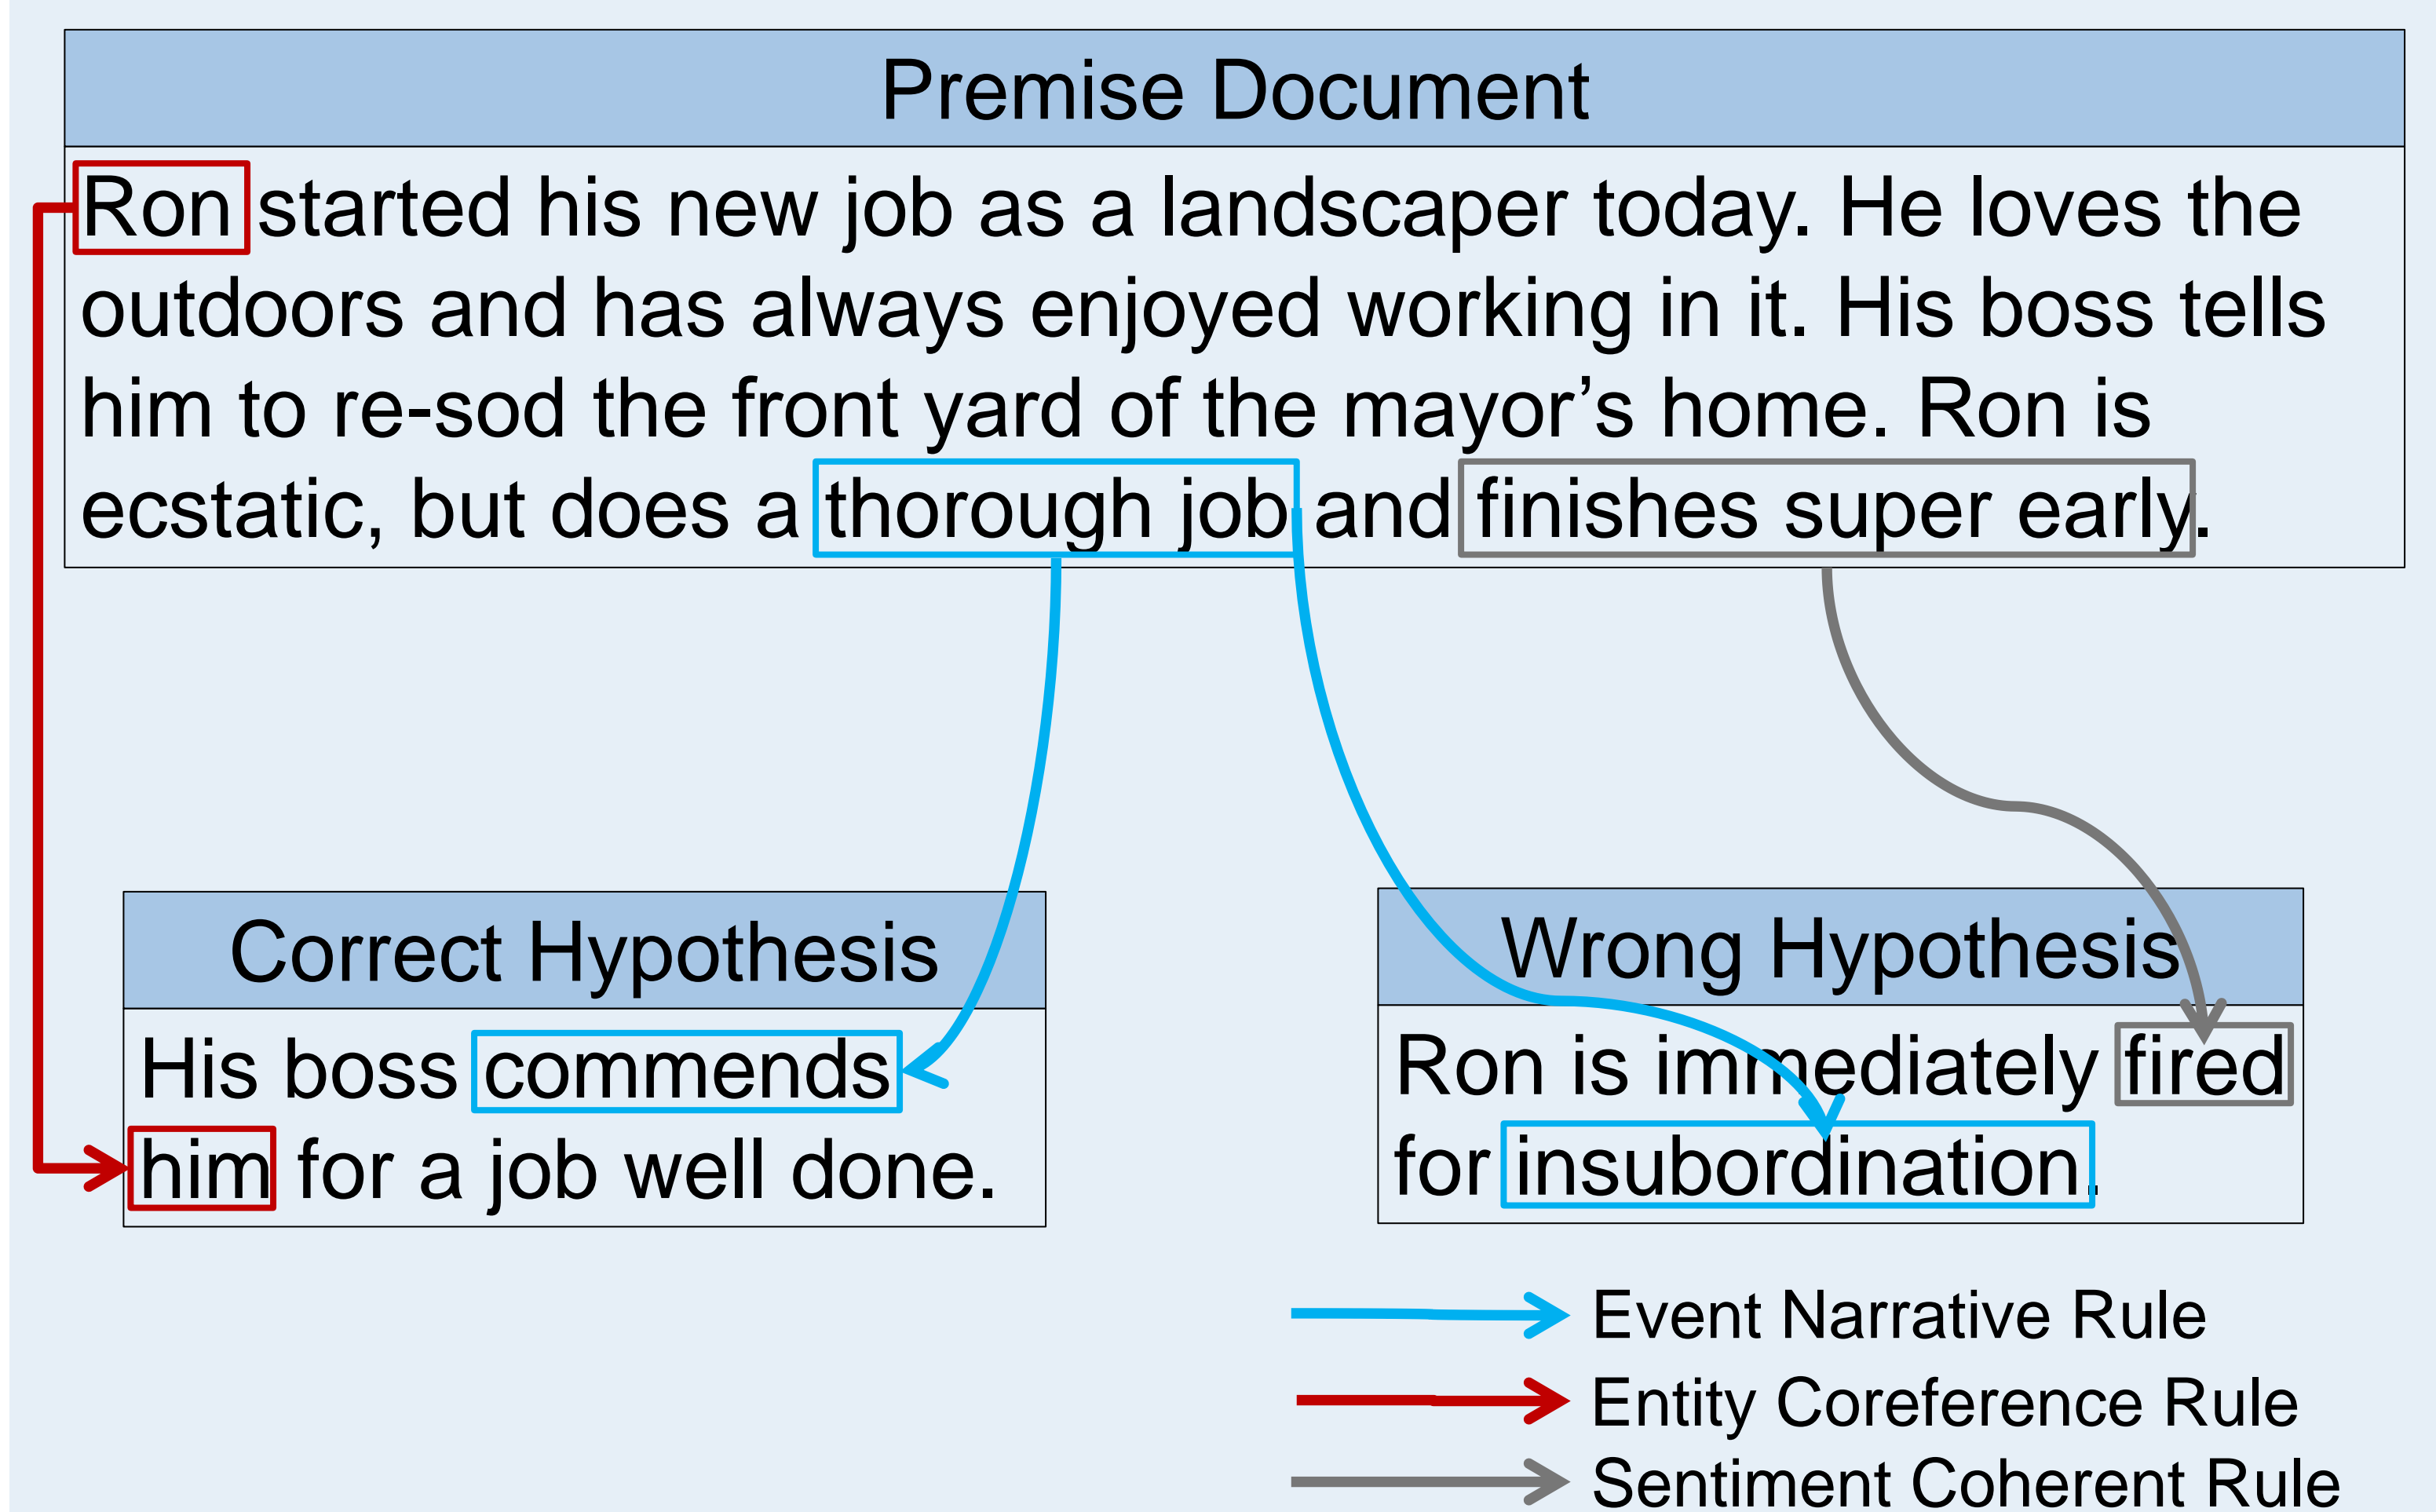 Premise Document
Ron started his new job as a landscaper today. He loves the
outdoors and has always enjoyed working in it. His boss tells
him to re-sod the front yard of the mayor’s home. Ron is
ecstatic, but does a thorough job and finishes super early.
Correct Hypothesis
His boss commends
him for a job well done.
Wrong Hypothesis
Ron is immediately fired
for insubordination.
Event Narrative Rule
Entity Coreference Rule
Sentiment Coherent Rule